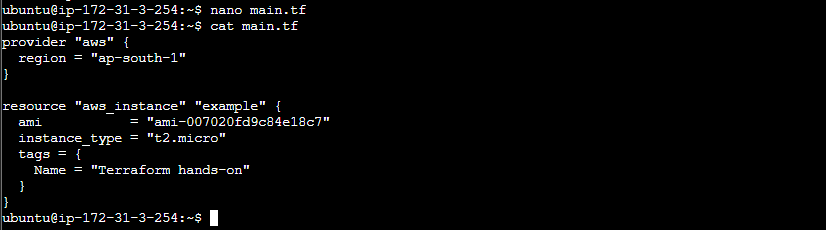 ubuntu@ip-172-31-3-254:~$ nano main.tf
ubuntu@ip-172-31-3-254:~$ cat main.tf
provider "aws" {
  region = "ap-south-1"
}

resource "aws_instance" "example" {
  ami           = "ami-007020fd9c84e18c7"
  instance_type = "t2.micro"
  tags = {
    Name = "Terraform hands-on"
  }
}
ubuntu@ip-172-31-3-254:~$